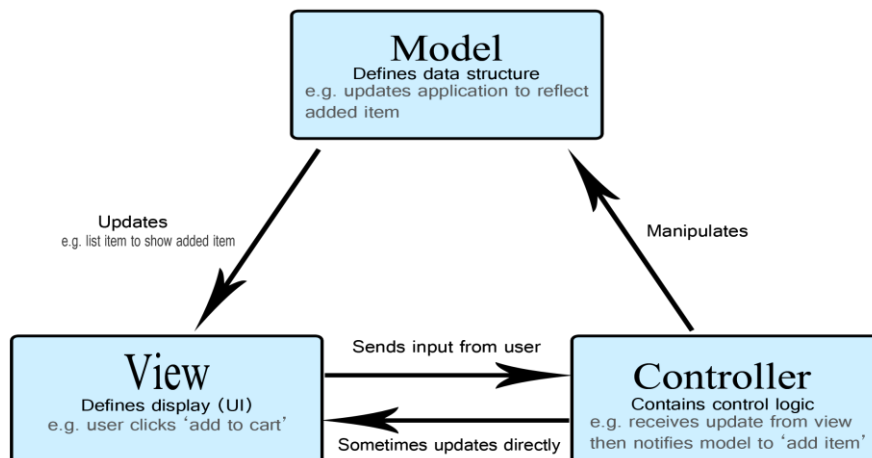 Model
Defines data structure
e.g. updates application to reflect
added item
Updates
e.g. list item to show added item
Manipulates
View
Defines display (UI)
e.g. user clicks ‘add to cart’
Sends input from user
Sometimes updates directly
Controller
Contains control logic
e.g. receives update from view
then notifies model to ‘add item’